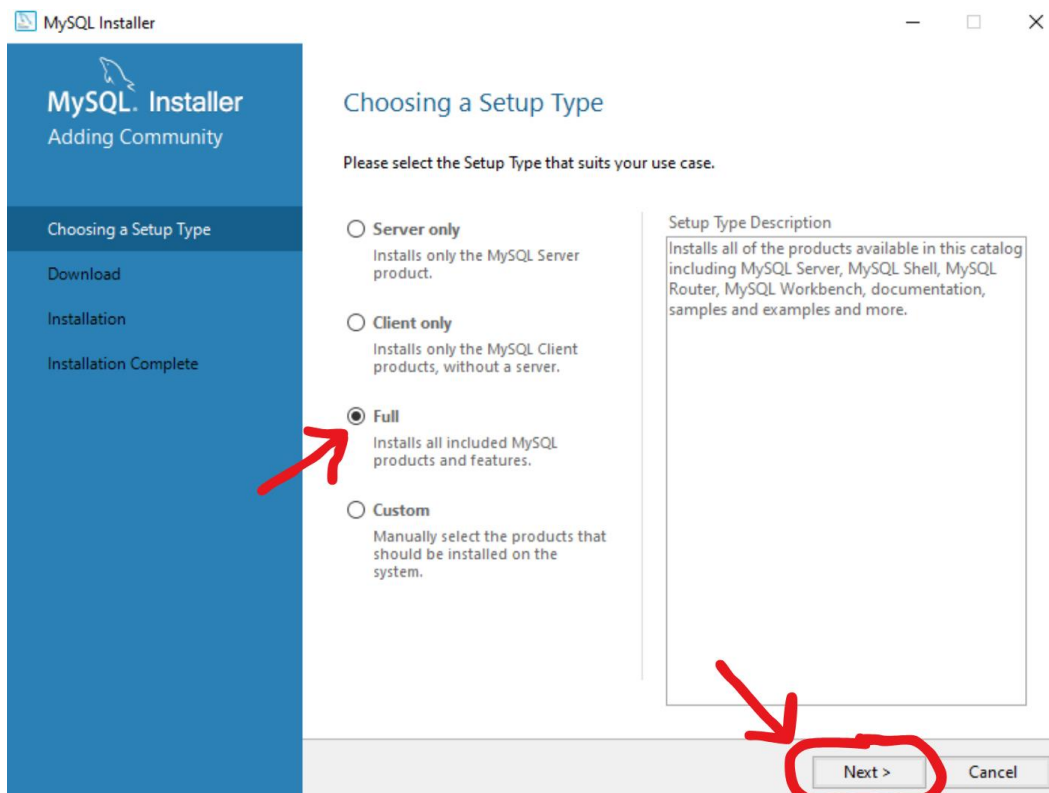 MySQL Installer
MySQL. Installer
Adding Community
Choosing a Setup Type
Download
Installation
Installation Complete
Choosing a Setup Type
Please select the Setup Type that suits your use case.
Server only
Installs only the MySQL Server
product.
Client only
Installs only the MySQL Client
products, without a server.
Full
Installs all included MySQL
products and features.
Custom
Manually select the products that
should be installed on the
system.
Setup Type Description
Installs all of the products available in this catalog
including MySQL Server, MySQL Shell, MySQL
Router, MySQL Workbench, documentation,
samples and examples and more.
Next >
Cancel